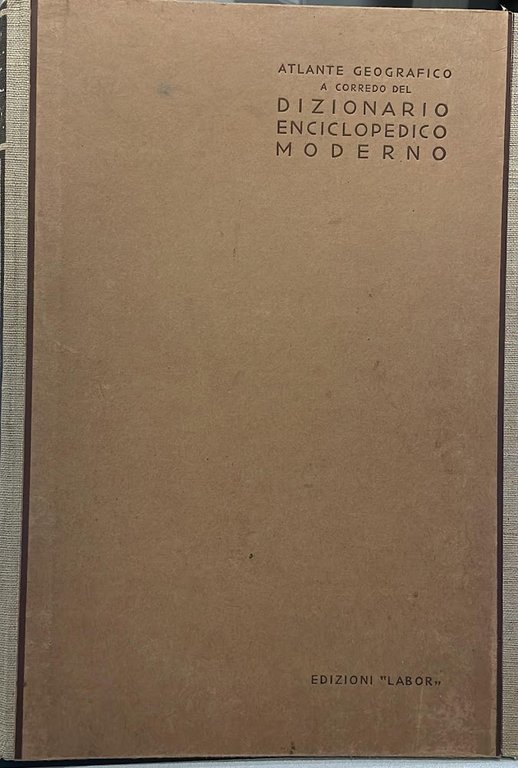 ATLANTE GEOGRAFICO
A CORREDO DEL
DIZIONARIO
ENCICLOPEDICO
MODERNO
EDIZIONI "LABOR„